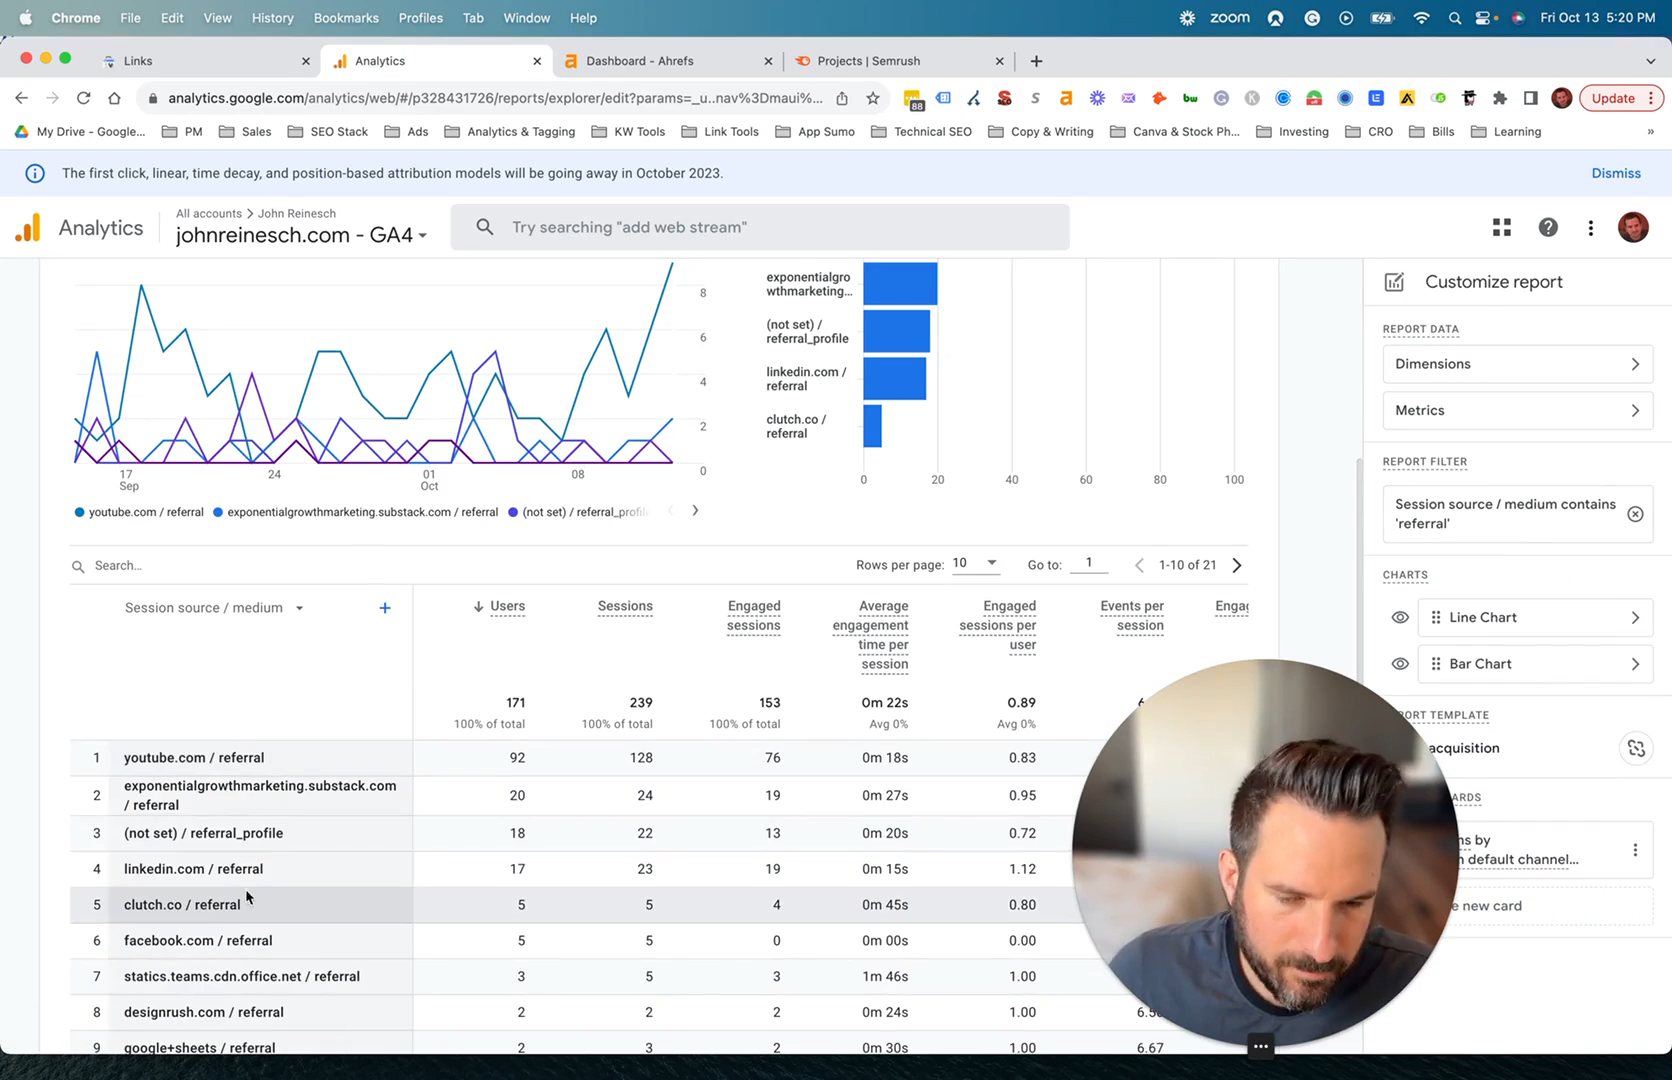 Chrome File Edit View History Bookmarks Profiles Tab Window Help zoom Fri Oct 13 5:20 PM
Links Analytics Dashboard - Ahrefs Projects | Semrush
analytics.google.com/analytics/web/#/p328431726/reports/explorer/edit?params=_u..nav%3Dmaui%... 88 Update
My Drive - Google... PM Sales SEO Stack Ads Analytics & Tagging KW Tools Link Tools App Sumo Technical SEO Copy & Writing Canva & Stock Ph... Investing CRO Bills Learning »
The first click, linear, time decay, and position-based attribution models will be going away in October 2023. Dismiss
Analytics
All accounts > John Reinesch
johnreinesch.com - GA4
Try searching "add web stream"
8
6
4
2
0
17 Sep 24 01 Oct 08
youtube.com / referral exponentialgrowthmarketing.substack.com / referral (not set) / referral_profile
exponentialgro
wthmarketing...
(not set) /
referral_profile
linkedin.com /
referral
clutch.co /
referral
0 20 40 60 80 100
Search... Rows per page: 10 Go to: 1 1-10 of 21
Session source / medium + Users Sessions Engaged sessions Average engagement time per session Engaged sessions per user Events per session Engag
171 239 153 0m 22s 0.89 6
100% of total 100% of total 100% of total Avg 0% Avg 0%
1 youtube.com / referral 92 128 76 0m 18s 0.83
2 exponentialgrowthmarketing.substack.com / referral 20 24 19 0m 27s 0.95
3 (not set) / referral_profile 18 22 13 0m 20s 0.72
4 linkedin.com / referral 17 23 19 0m 15s 1.12
5 clutch.co / referral 5 5 4 0m 45s 0.80
6 facebook.com / referral 5 5 0 0m 00s 0.00
7 statics.teams.cdn.office.net / referral 3 5 3 1m 46s 1.00
8 designrush.com / referral 2 2 2 0m 24s 1.00 6.5
9 google+sheets / referral 2 3 2 0m 30s 1.00 6.67
Customize report
REPORT DATA
Dimensions
Metrics
REPORT FILTER
Session source / medium contains
'referral'
CHARTS
Line Chart
Bar Chart
ORT TEMPLATE
acquisition
ARDS
ns by
n default channel...
e new card